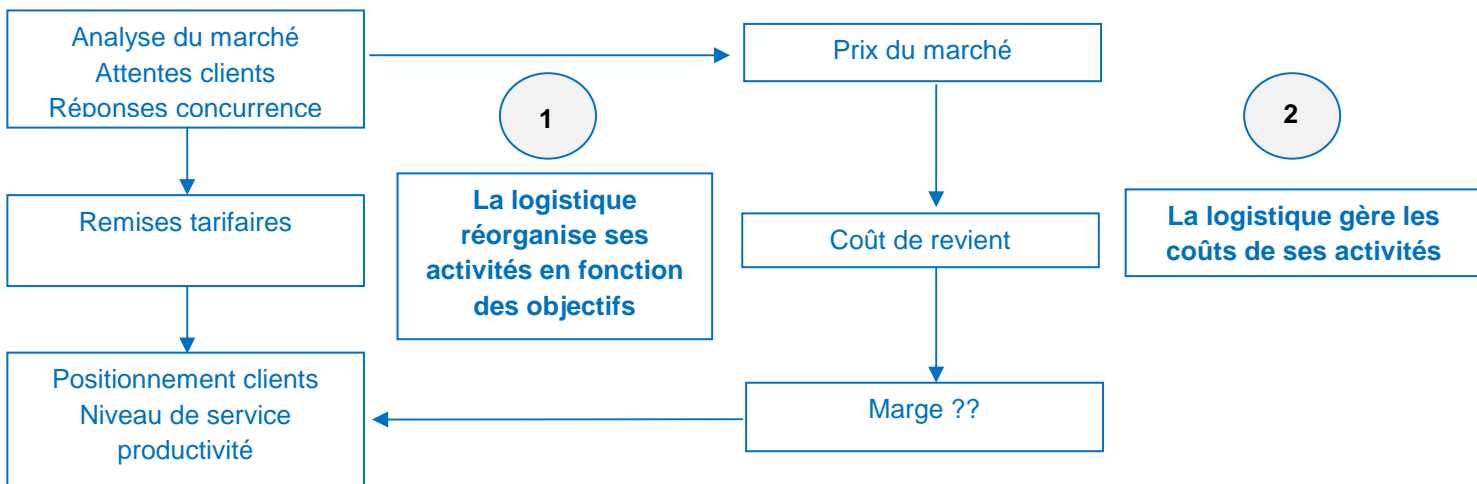 Analyse du marché
Attentes clients
Réponses concurrence
Prix du marché
1
2
Remises tarifaires
La logistique
réorganise ses
activités en fonction
des objectifs
Coût de revient
La logistique gère les
coûts de ses activités
Positionnement clients
Niveau de service
productivité
Marge ??